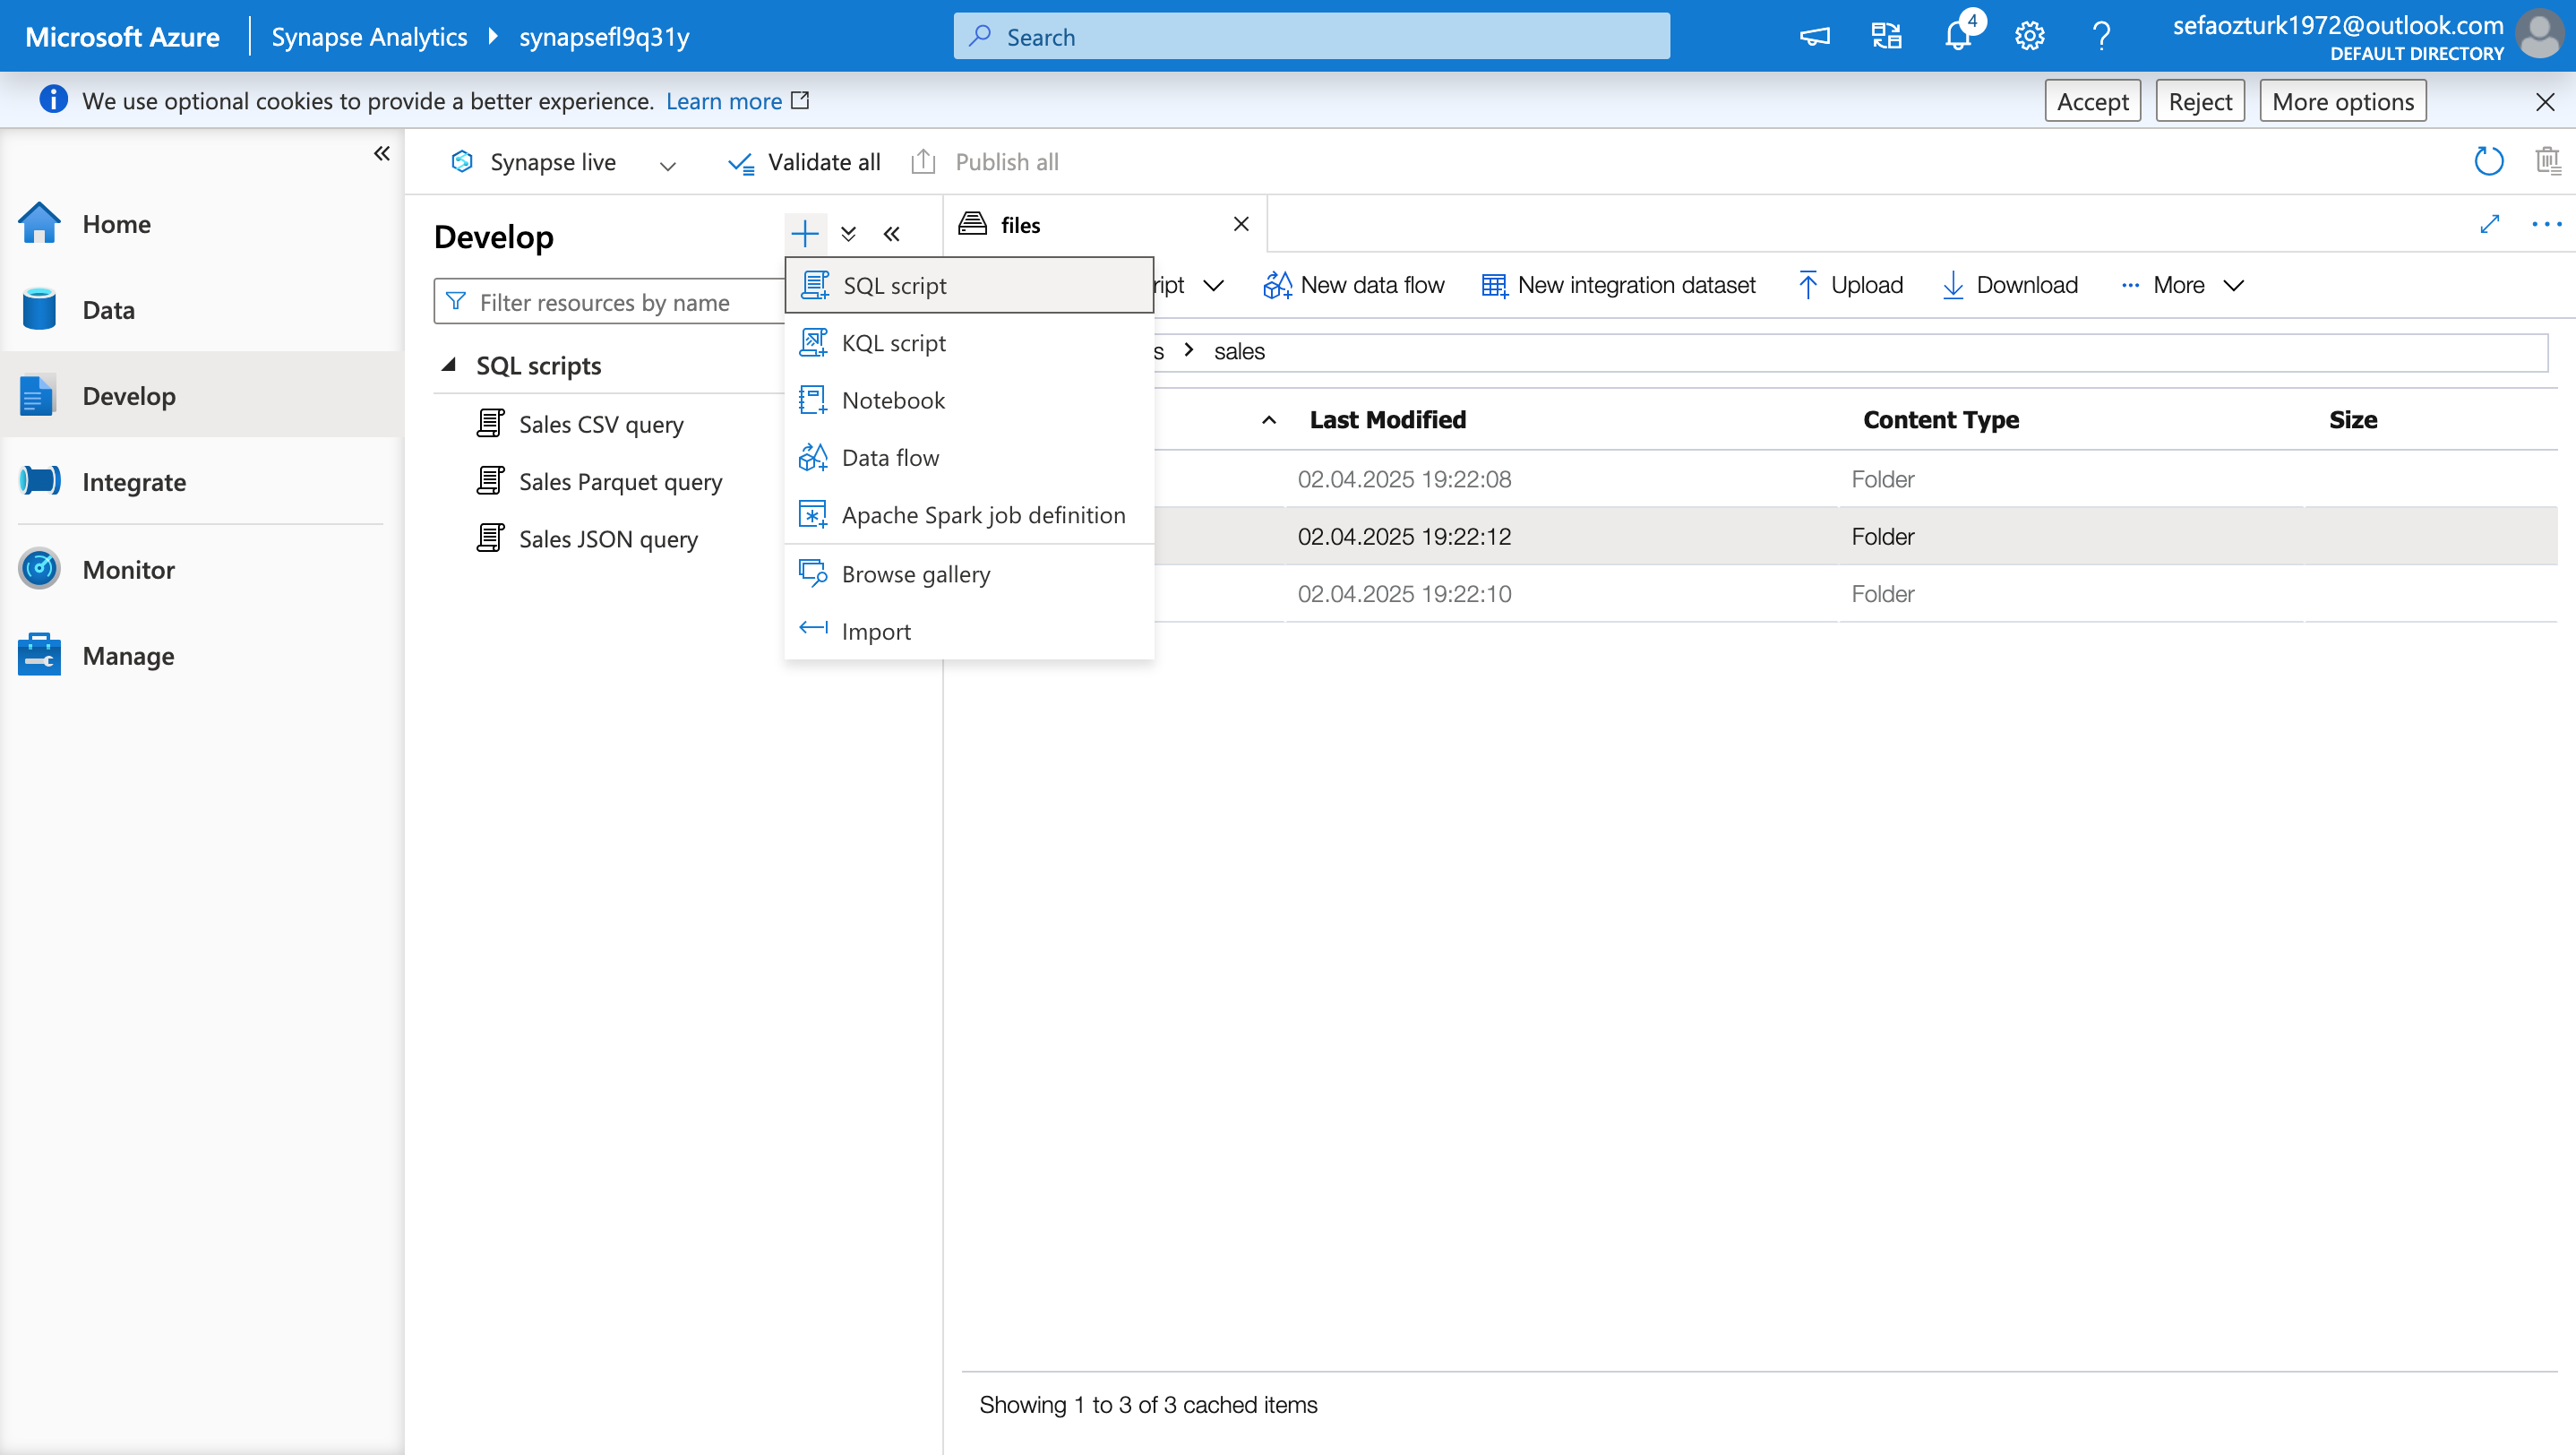 Microsoft Azure
Synapse Analytics
synapsefl9q31y
Search
4
sefaozturk1972@outlook.com
DEFAULT DIRECTORY
We use optional cookies to provide a better experience. Learn more
Accept
Reject
More options
Synapse live
Validate all
Publish all
Home
Data
Develop
Integrate
Monitor
Manage
Develop
Filter resources by name
SQL scripts
Sales CSV query
Sales Parquet query
Sales JSON query
SQL script
KQL script
Notebook
Data flow
Apache Spark job definition
Browse gallery
Import
files
ript
New data flow
New integration dataset
Upload
Download
More
s > sales
Last Modified
Content Type
Size
02.04.2025 19:22:08
Folder
02.04.2025 19:22:12
Folder
02.04.2025 19:22:10
Folder
Showing 1 to 3 of 3 cached items